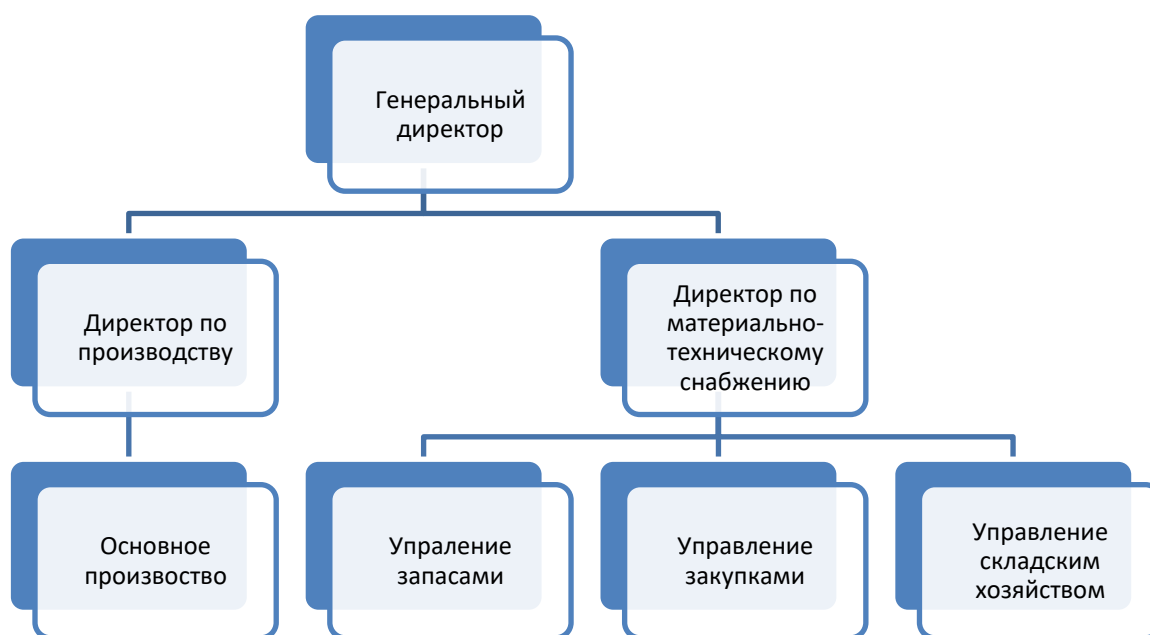 Генеральный
директор
Директор по
производству
Директор по
материально-
техническому
снабжению
Основное
произвоство
Упраление
запасами
Управление
закупками
Управление
складским
хозяйством